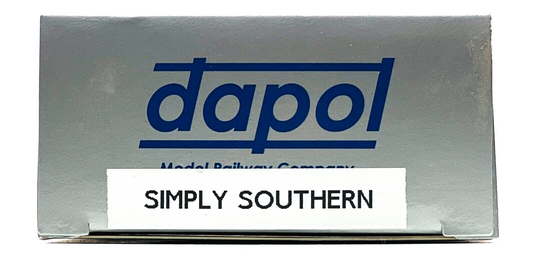 dapol
Model Railway Company
SIMPLY SOUTHERN